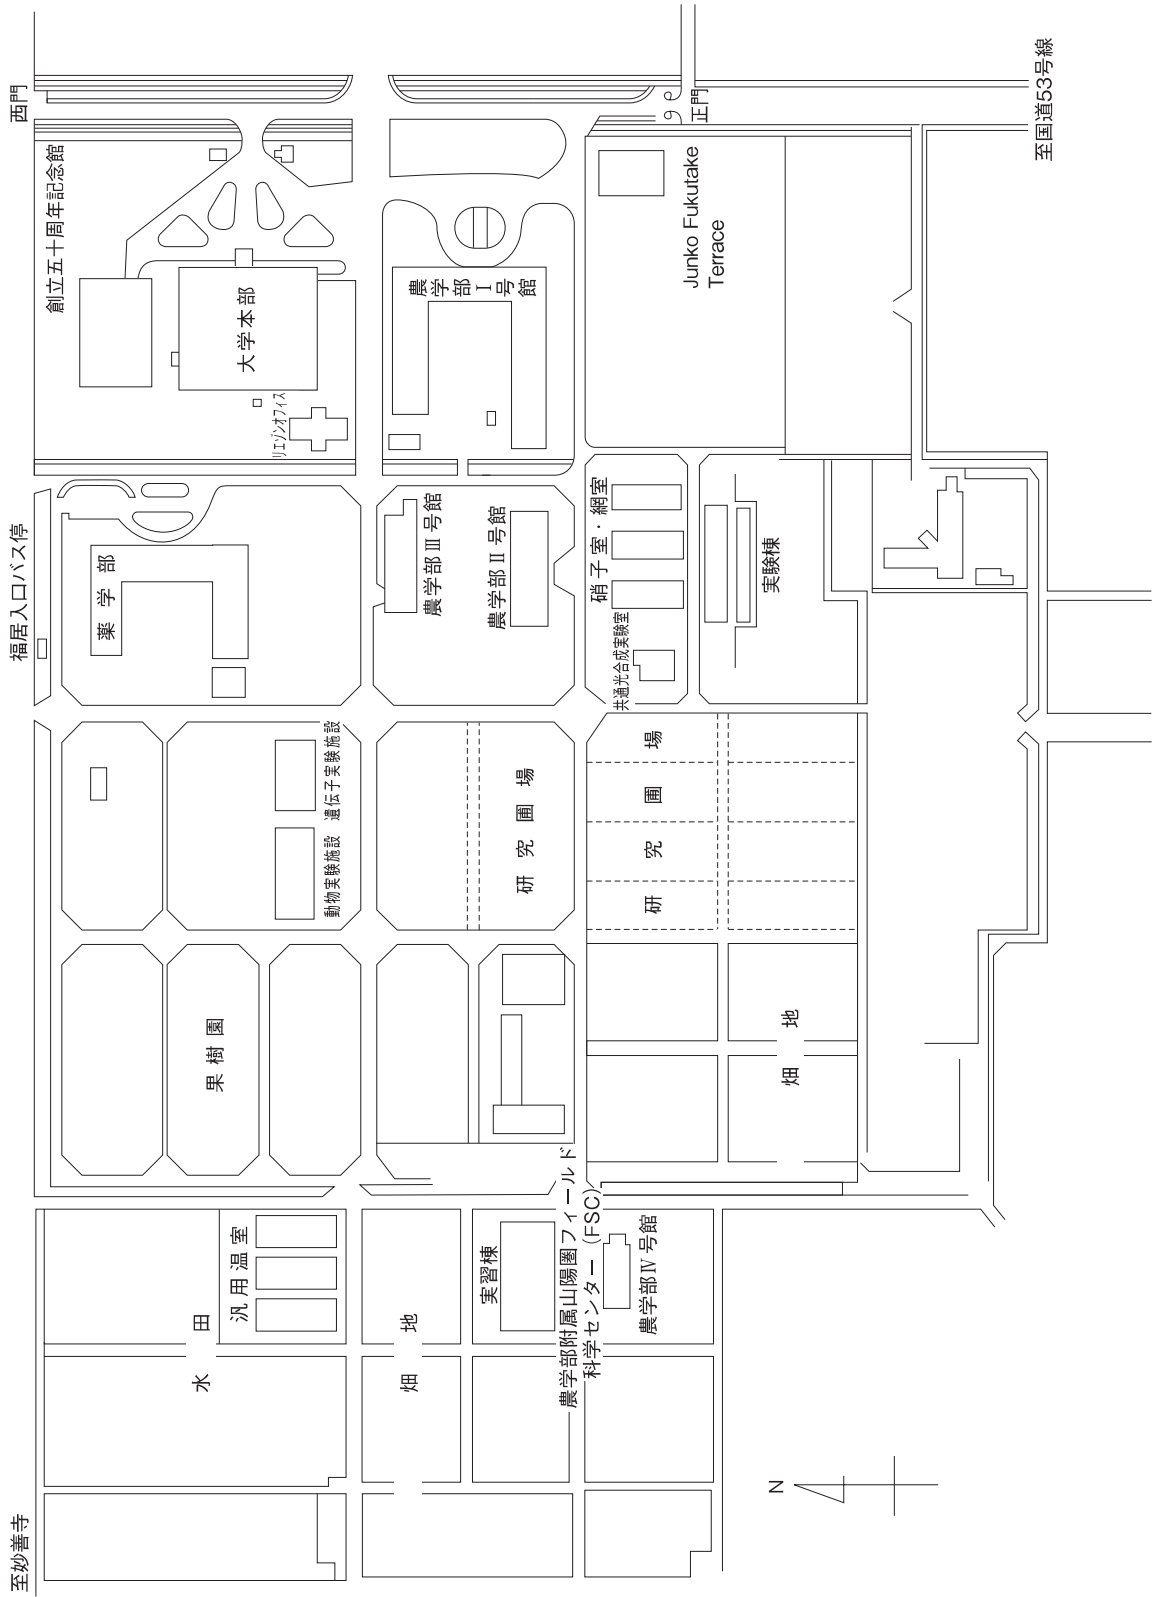 西門
創立五十周年記念館
大学本部
リエゾンオフィス
農学部Ⅰ号館
正門
Junko Fukutake
Terrace
至国道53号線
福居入口バス停
薬学部
農学部Ⅲ号館
農学部Ⅱ号館
硝子室・網室
共通光合成実験室
実験棟
遺伝子実験施設
動物実験施設
研究圃場
研究圃場
果樹園
畑地
汎用温室
水田
畑地
実習棟
農学部附属山陽圏フィールド
科学センター(FSC)
農学部Ⅳ号館
至妙善寺
N